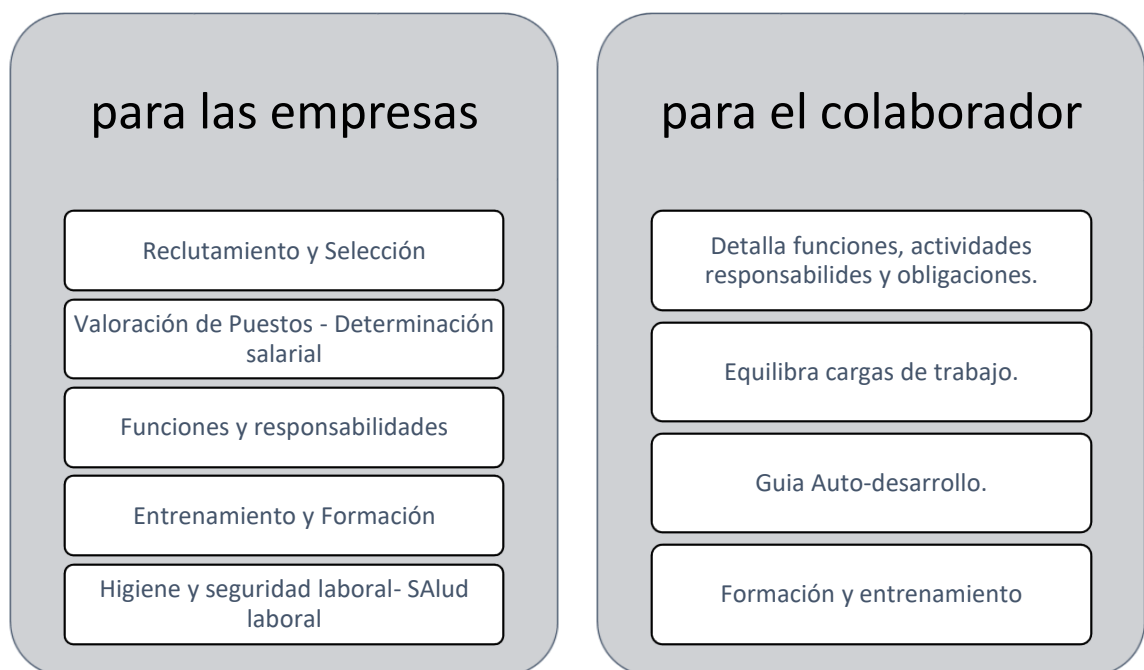 para las empresas
Reclutamiento y Selección
Valoración de Puestos - Determinación
salarial
Funciones y responsabilidades
Entrenamiento y Formación
Higiene y seguridad laboral- SAlud
laboral
para el colaborador
Detalla funciones, actividades
responsabilides y obligaciones.
Equilibra cargas de trabajo.
Guia Auto-desarrollo.
Formación y entrenamiento